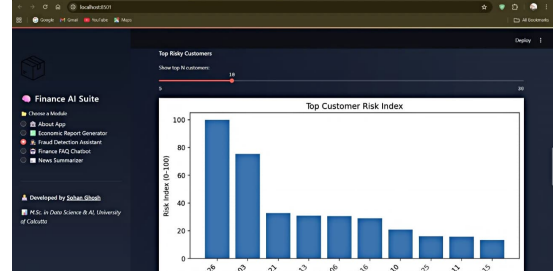 localhost:8501
Google
Gmail
YouTube
Maps
All Bookmarks
Deploy
Finance AI Suite
Choose a Module
About App
Economic Report Generator
Fraud Detection Assistant
Finance FAQ Chatbot
News Summarizer
Developed by Sohan Ghosh
M.Sc. in Data Science & AI, University
of Calcutta
Top Risky Customers
Show top N customers:
10
5
30
Top Customer Risk Index
Risk Index (0–100)
100
80
60
40
20
0